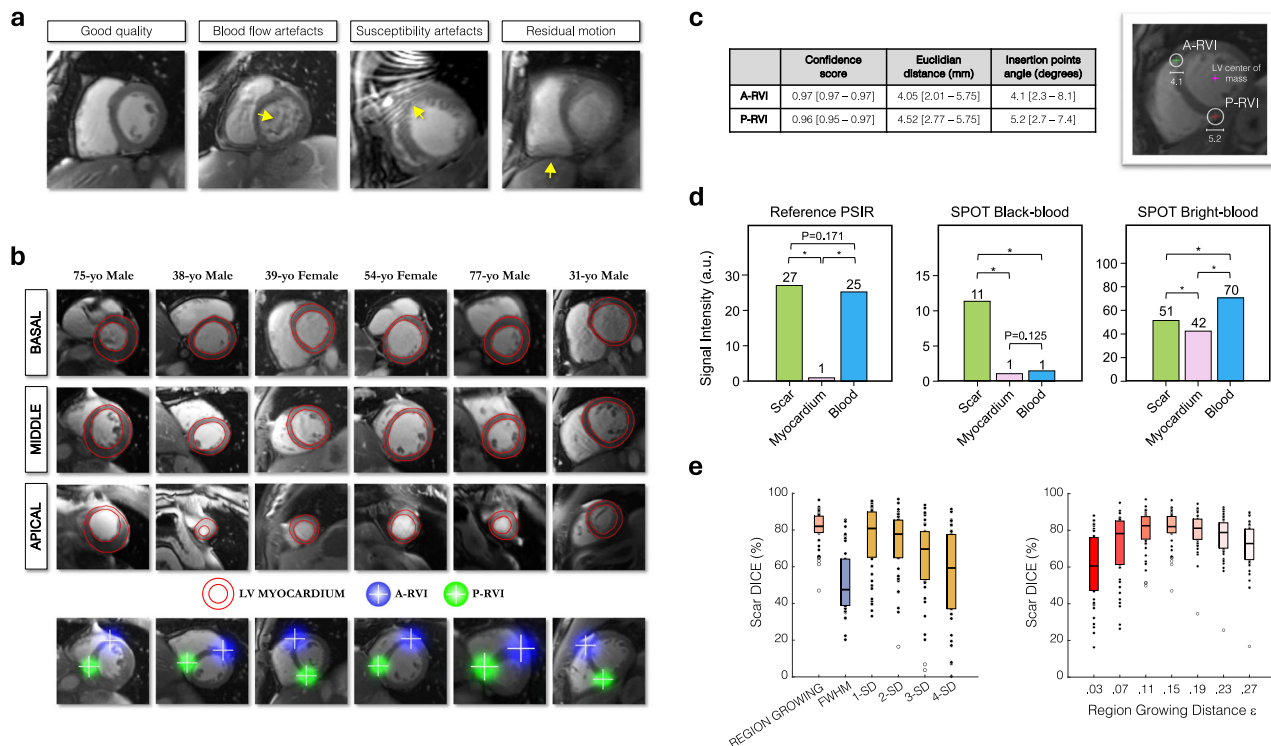 a
Good quality
Blood flow artefacts
Susceptibility artefacts
Residual motion
b
75-yo Male
38-yo Male
39-yo Female
54-yo Female
77-yo Male
31-yo Male
BASAL
MIDDLE
APICAL
LV MYOCARDIUM
A-RVI
P-RVI
c
Confidence score
Euclidian distance (mm)
Insertion points angle (degrees)
A-RVI
0.97 [0.97 – 0.97]
4.05 [2.01 – 5.75]
4.1 [2.3 – 8.1]
P-RVI
0.96 [0.95 – 0.97]
4.52 [2.77 – 5.75]
5.2 [2.7 – 7.4]
A-RVI
4.1
LV center of mass
P-RVI
5.2
d
Reference PSIR
Signal Intensity (a.u.)
30
20
10
0
P=0.171
*
*
27
1
25
Scar
Myocardium
Blood
SPOT Black-blood
15
10
5
0
*
*
P=0.125
11
1
1
Scar
Myocardium
Blood
SPOT Bright-blood
100
80
60
40
20
0
*
*
*
51
42
70
Scar
Myocardium
Blood
e
Scar DICE (%)
100
80
60
40
20
0
REGION GROWING
FWHM
1-SD
2-SD
3-SD
4-SD
Scar DICE (%)
100
80
60
40
20
0
.03
.07
.11
.15
.19
.23
.27
Region Growing Distance ε